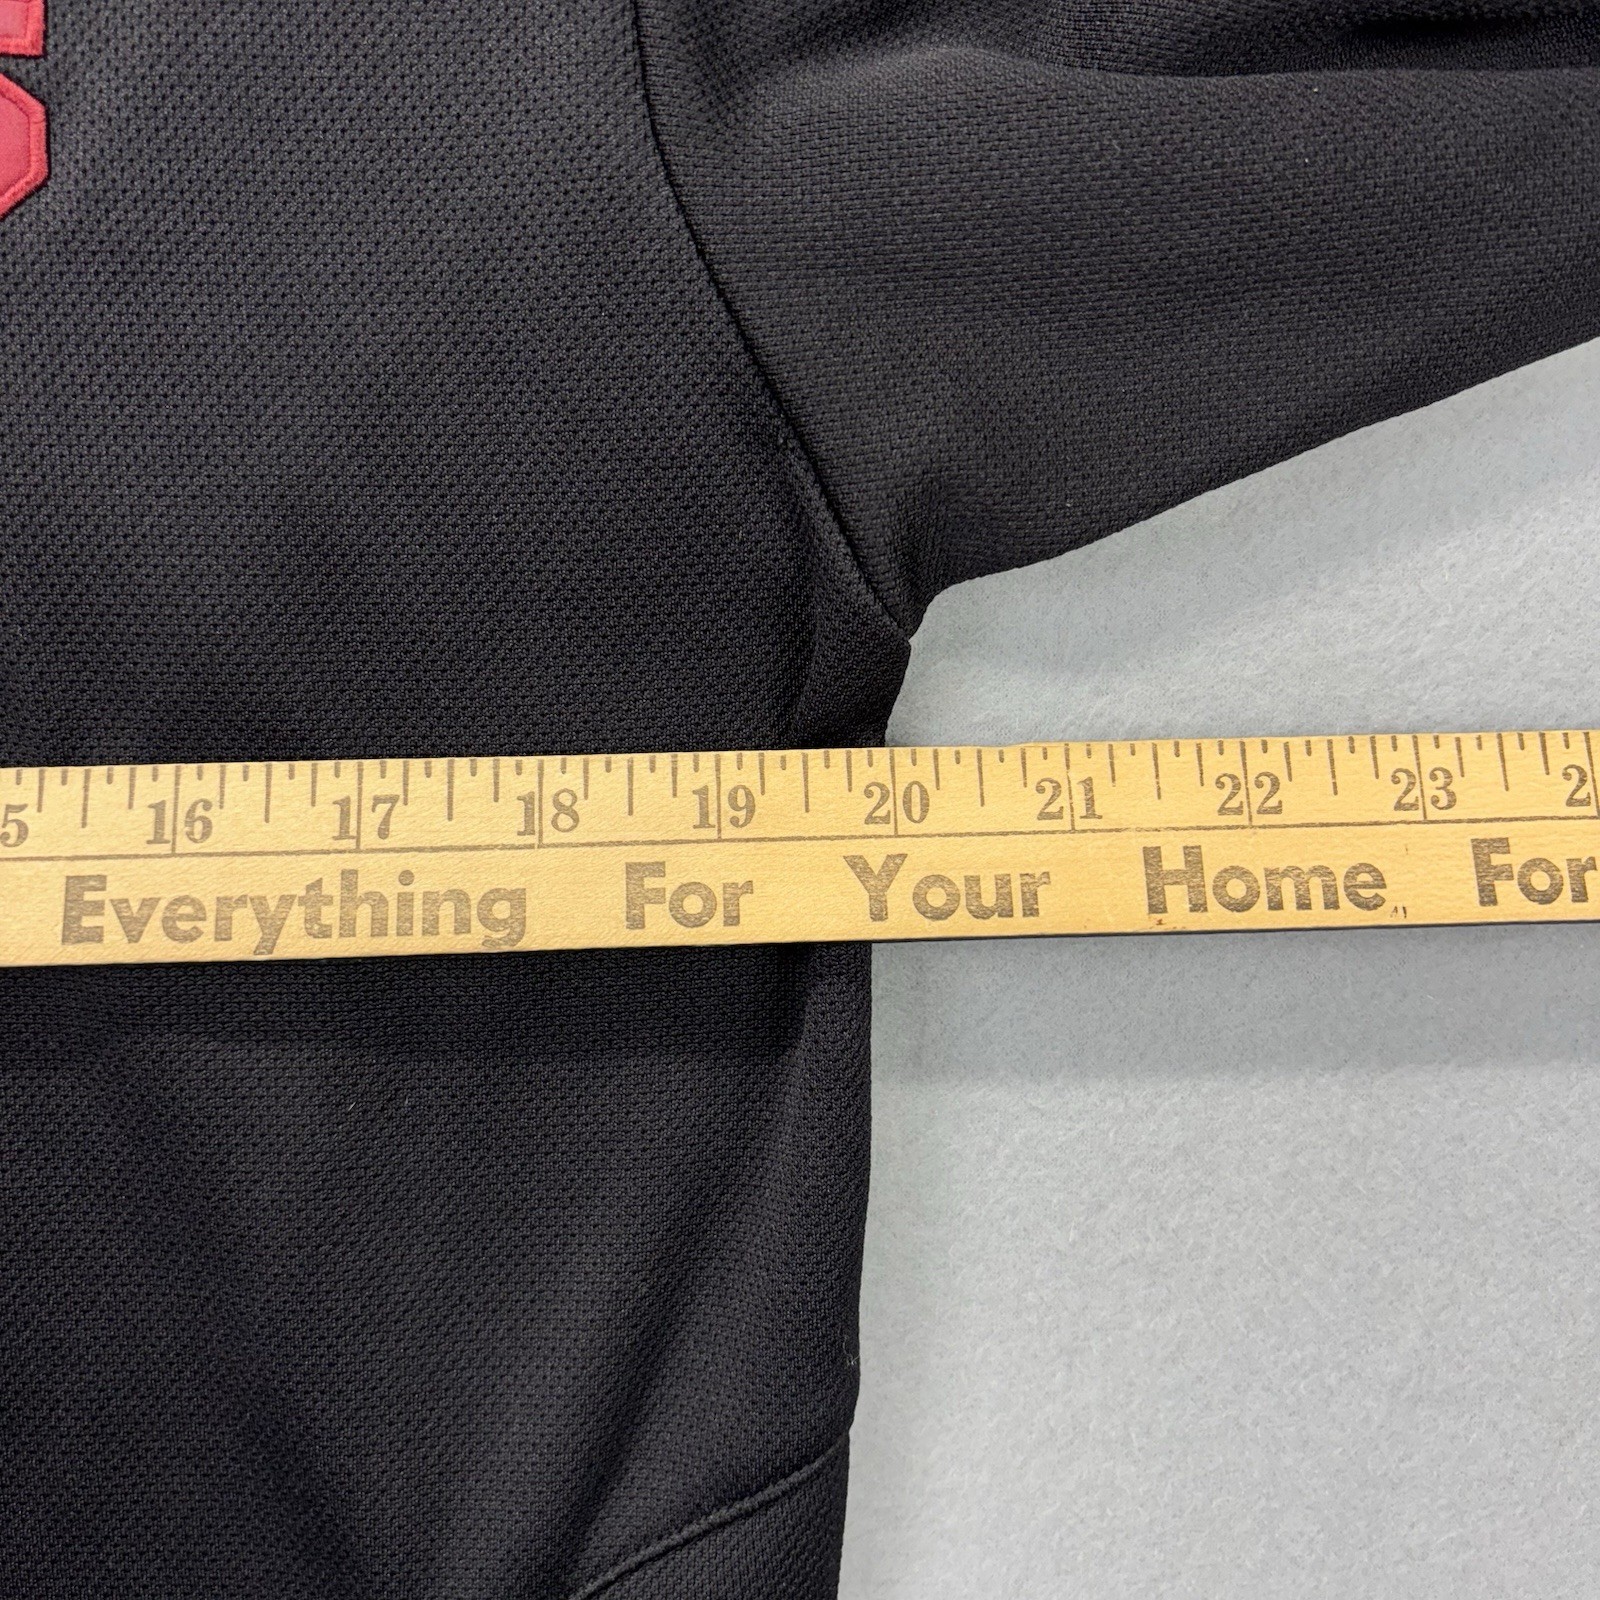 5 16 17 18 19 20 21 22 23 2
Everything For Your Home For